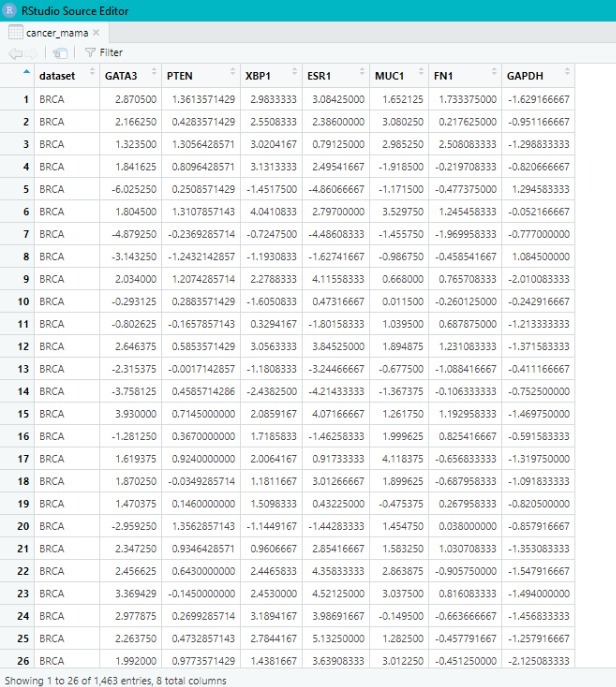 RStudio Source Editor
cancer_mama
Filter
dataset GATA3 PTEN XBP1 ESR1 MUC1 FN1 GAPDH
1 BRCA 2.870500 1.3613571429 2.9833333 3.08425000 1.652125 1.733375000 -1.629166667
2 BRCA 2.166250 0.4283571429 2.5508333 2.38600000 3.080250 0.217625000 -0.951166667
3 BRCA 1.323500 1.3056428571 3.0204167 0.79125000 2.985250 2.508083333 -1.298833333
4 BRCA 1.841625 0.8096428571 3.1313333 2.49541667 -1.918500 -0.219708333 -0.820666667
5 BRCA -6.025250 0.2508571429 -1.4517500 -4.86066667 -1.171500 -0.477375000 1.294583333
6 BRCA 1.804500 1.3107857143 4.0410833 2.79700000 3.529750 1.245458333 -0.052166667
7 BRCA -4.879250 -0.2369285714 -0.7247500 -4.48608333 -1.455750 -1.969958333 -0.777000000
8 BRCA -3.143250 -1.2432142857 -1.1930833 -1.62741667 -0.986750 -0.458541667 1.084500000
9 BRCA 2.034000 1.2074285714 2.2788333 4.11558333 0.668000 0.765708333 -2.010083333
10 BRCA -0.293125 0.2883571429 -1.6050833 0.47316667 0.011500 -0.260125000 -0.242916667
11 BRCA -0.802625 -0.1657857143 0.3294167 -1.80158333 1.039500 0.687875000 -1.213333333
12 BRCA 2.646375 0.5853571429 3.0563333 3.84525000 1.894875 1.231083333 -1.371583333
13 BRCA -2.315375 -0.0017142857 -1.1808333 -3.24466667 -0.677500 -1.088416667 -0.411166667
14 BRCA -3.758125 0.4585714286 -2.4382500 -4.21433333 -1.367375 -0.106333333 -0.752500000
15 BRCA 3.930000 0.7145000000 2.0859167 4.07166667 1.261750 1.192958333 -1.469750000
16 BRCA -1.281250 0.3670000000 1.7185833 -1.46258333 1.999625 0.825416667 -0.591583333
17 BRCA 1.619375 0.9240000000 2.0064167 0.91733333 4.118375 -0.656833333 -1.319750000
18 BRCA 1.870250 -0.0349285714 1.1811667 3.01266667 1.899625 -0.687958333 -1.091833333
19 BRCA 1.470375 0.1460000000 1.5098333 0.43225000 -0.475375 0.267958333 -0.820500000
20 BRCA -2.959250 1.3562857143 -1.1449167 -1.44283333 1.454750 0.038000000 -0.857916667
21 BRCA 2.347250 0.9346428571 0.9606667 2.85416667 1.583250 1.030708333 -1.353083333
22 BRCA 2.456625 0.6430000000 2.4465833 4.35833333 2.863875 -0.905750000 -1.547916667
23 BRCA 3.369429 -0.1450000000 2.4530000 4.52125000 3.037500 0.816083333 -1.494000000
24 BRCA 2.977875 0.2699285714 3.1894167 3.98691667 -0.149500 -0.663666667 -1.456833333
25 BRCA 2.263750 0.4732857143 2.7844167 5.13250000 1.282500 -0.457791667 -1.257916667
26 BRCA 1.992000 0.9773571429 1.4381667 3.63908333 3.012250 -0.451250000 -2.125083333
Showing 1 to 26 of 1,463 entries, 8 total columns